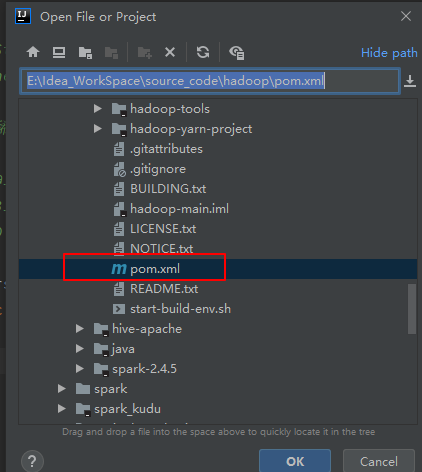 Open File or Project
Hide path
E:\Idea_WorkSpace\source_code\hadoop\pom.xml
hadoop-tools
hadoop-yarn-project
.gitattributes
.gitignore
BUILDING.txt
hadoop-main.iml
LICENSE.txt
NOTICE.txt
pom.xml
README.txt
start-build-env.sh
hive-apache
java
spark-2.4.5
spark
spark_kudu
Drag and drop a file into the space above to quickly locate it in the tree
? OK Cancel